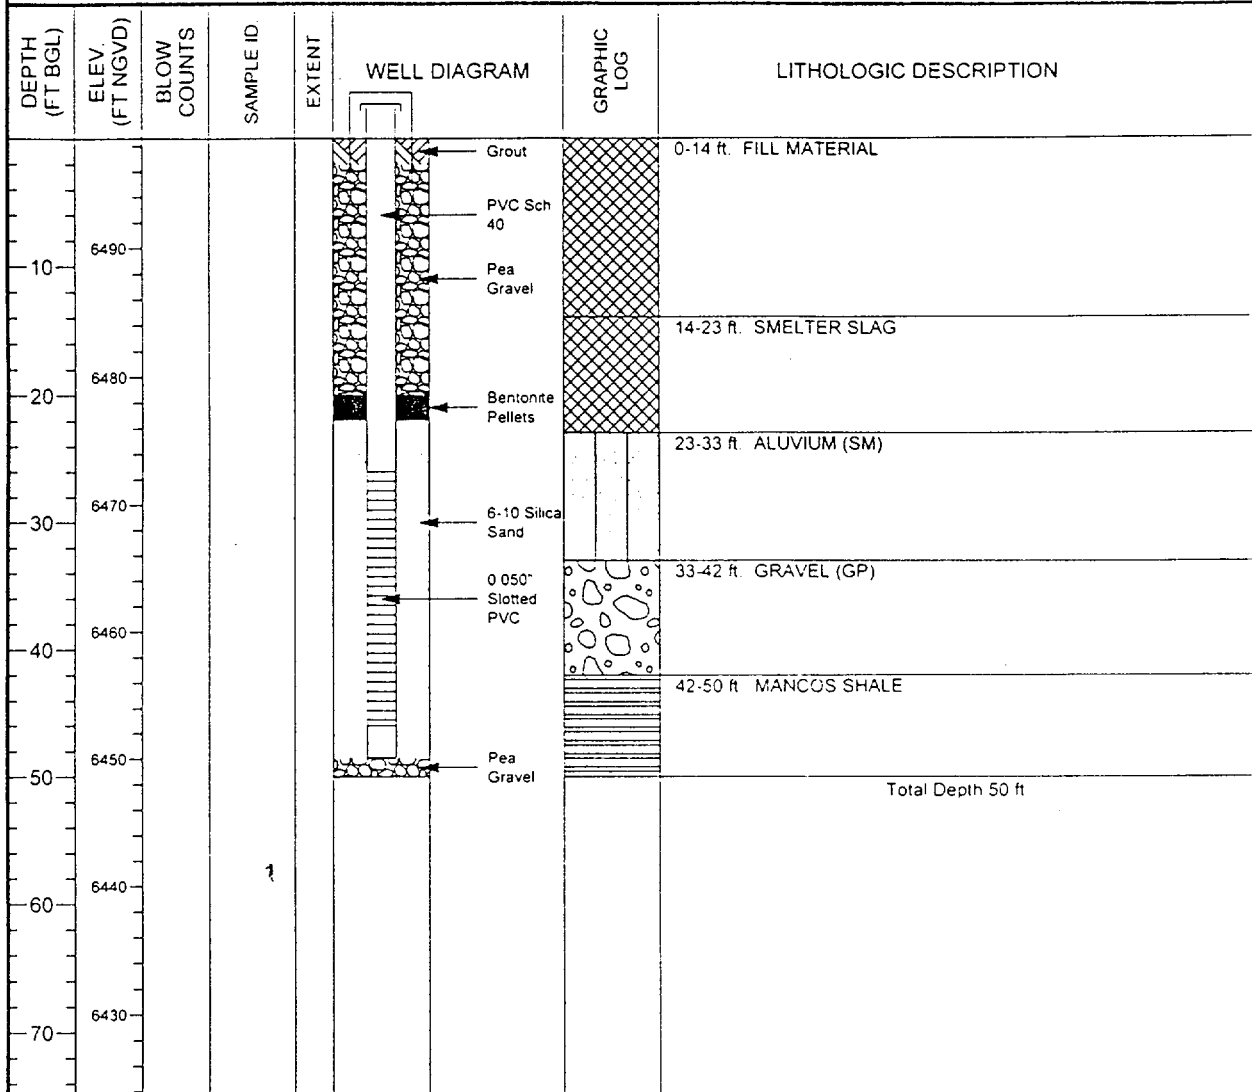 DEPTH
(FT BGL)
ELEV.
(FT NGVD)
BLOW
COUNTS
SAMPLE ID.
EXTENT
WELL DIAGRAM
GRAPHIC
LOG
LITHOLOGIC DESCRIPTION
Grout
0-14 ft. FILL MATERIAL
PVC Sch
40
6490
10
Pea
Gravel
14-23 ft. SMELTER SLAG
6480
20
Bentonite
Pellets
23-33 ft. ALUVIUM (SM)
6470
30
6-10 Silica
Sand
33-42 ft. GRAVEL (GP)
0 050"
Slotted
PVC
6460
40
42-50 ft MANCOS SHALE
6450
Pea
Gravel
50
Total Depth 50 ft
6440
60
6430
70